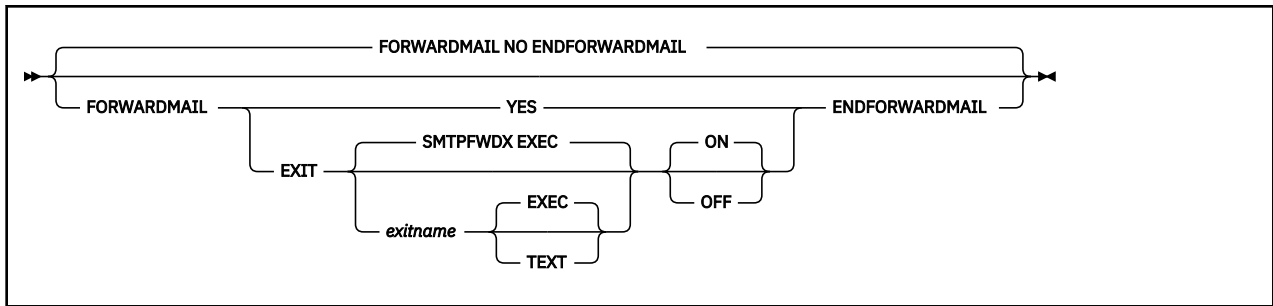 FORWARDMAIL NO ENDFORWARDMAIL
FORWARDMAIL YES ENDFORWARDMAIL
SMTPFWDX EXEC ON
EXIT
EXEC OFF
exitname
TEXT